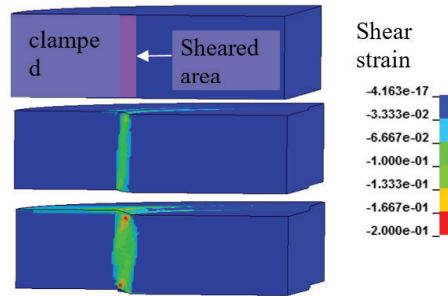 clampe
d
Sheared
area
Shear
strain
-4.163e-17
-3.333e-02
-6.667e-02
-1.000e-01
-1.333e-01
-1.667e-01
-2.000e-01